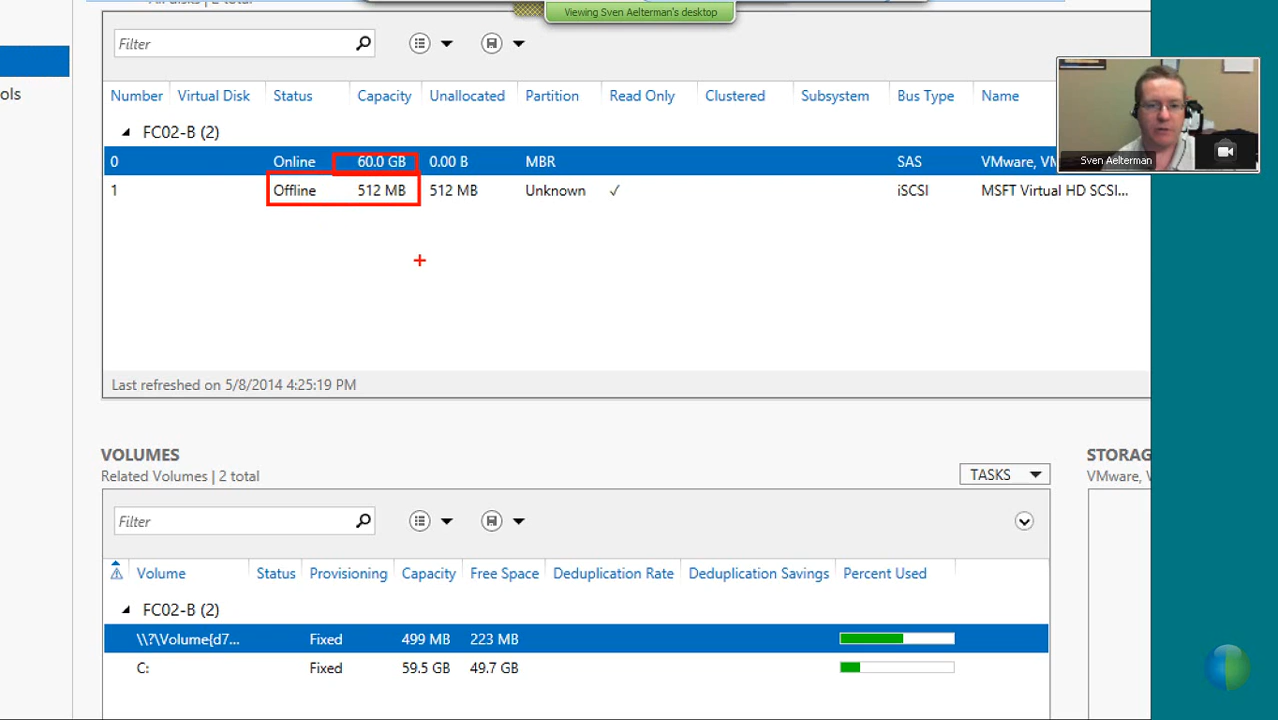 All Disks | 2 total
Viewing Sven Aelterman's desktop
Filter
ols
Number Virtual Disk Status Capacity Unallocated Partition Read Only Clustered Subsystem Bus Type Name
FC02-B (2)
0 Online 60.0 GB 0.00 B MBR SAS VMware, VM
1 Offline 512 MB 512 MB Unknown ✓ iSCSI MSFT Virtual HD SCSI...
Sven Aelterman
Last refreshed on 5/8/2014 4:25:19 PM
VOLUMES
Related Volumes | 2 total
TASKS
STORAG
VMware, V
Filter
Volume Status Provisioning Capacity Free Space Deduplication Rate Deduplication Savings Percent Used
FC02-B (2)
\\?\Volume{d7... Fixed 499 MB 223 MB
C: Fixed 59.5 GB 49.7 GB